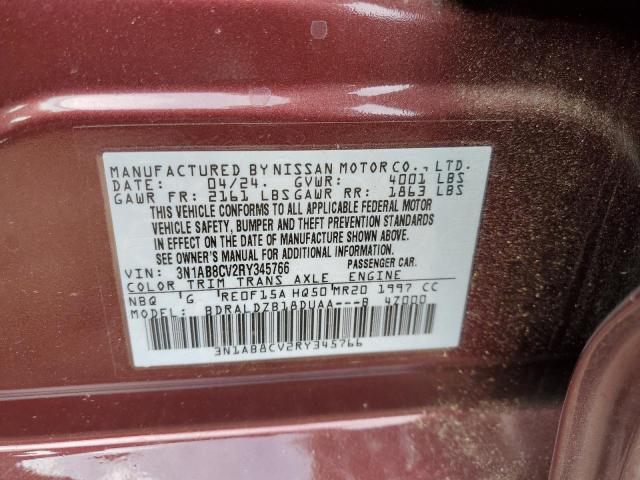 MANUFACTURED BY NISSAN MOTOR CO., LTD.
DATE: 04/24. GVWR: 4001 LBS
GAWR FR: 2161 LBS GAWR RR: 1863 LBS
THIS VEHICLE CONFORMS TO ALL APPLICABLE FEDERAL MOTOR
VEHICLE SAFETY, BUMPER AND THEFT PREVENTION STANDARDS
IN EFFECT ON THE DATE OF MANUFACTURE SHOWN ABOVE.
SEE OWNER'S MANUAL FOR ADDITIONAL INFORMATION.
VIN: 3N1AB8CV2RY345766 PASSENGER CAR.
COLOR TRIM TRANS AXLE ENGINE
NBQ G RE0F15A HQ50 MR20 1997 CC
MODEL: BDRALDZB18DUAA---B 47000
3N1AB8CV2RY345766